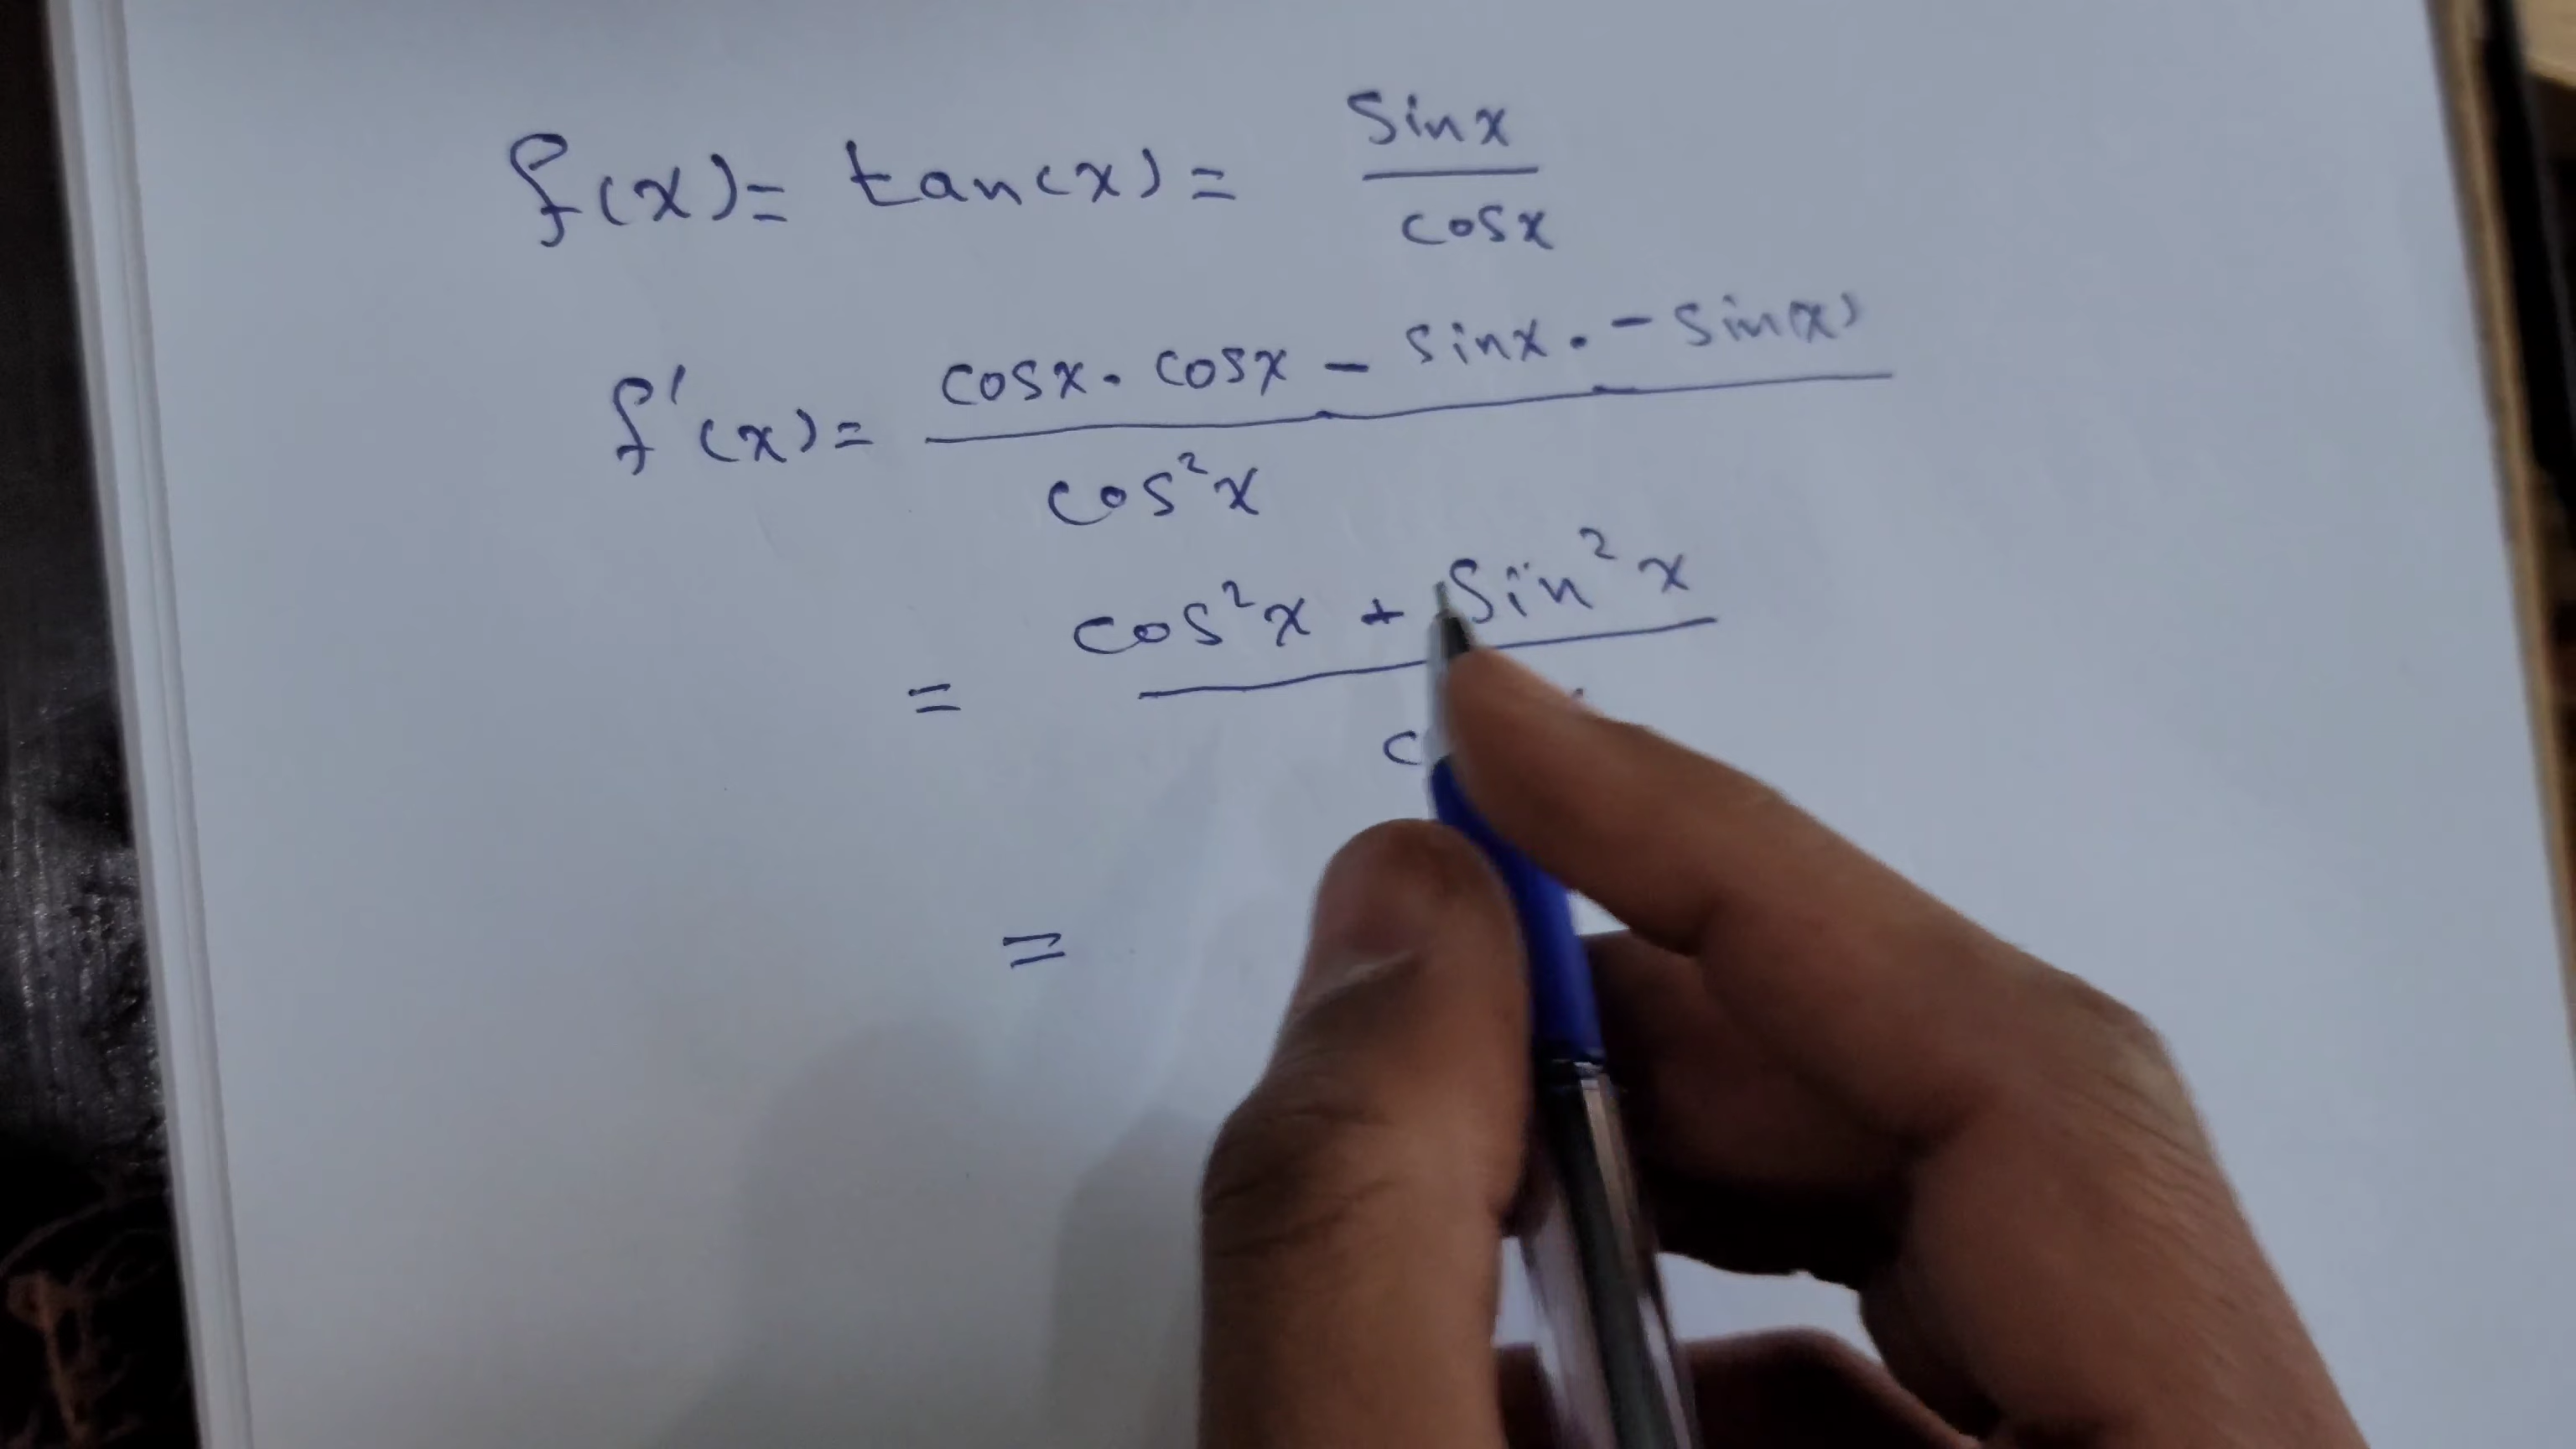 f(x) = tan(x) = sinx / cosx
f'(x) = cosx . cosx - sinx . - sin(x) / cos²x
= cos²x + sin²x / c
=